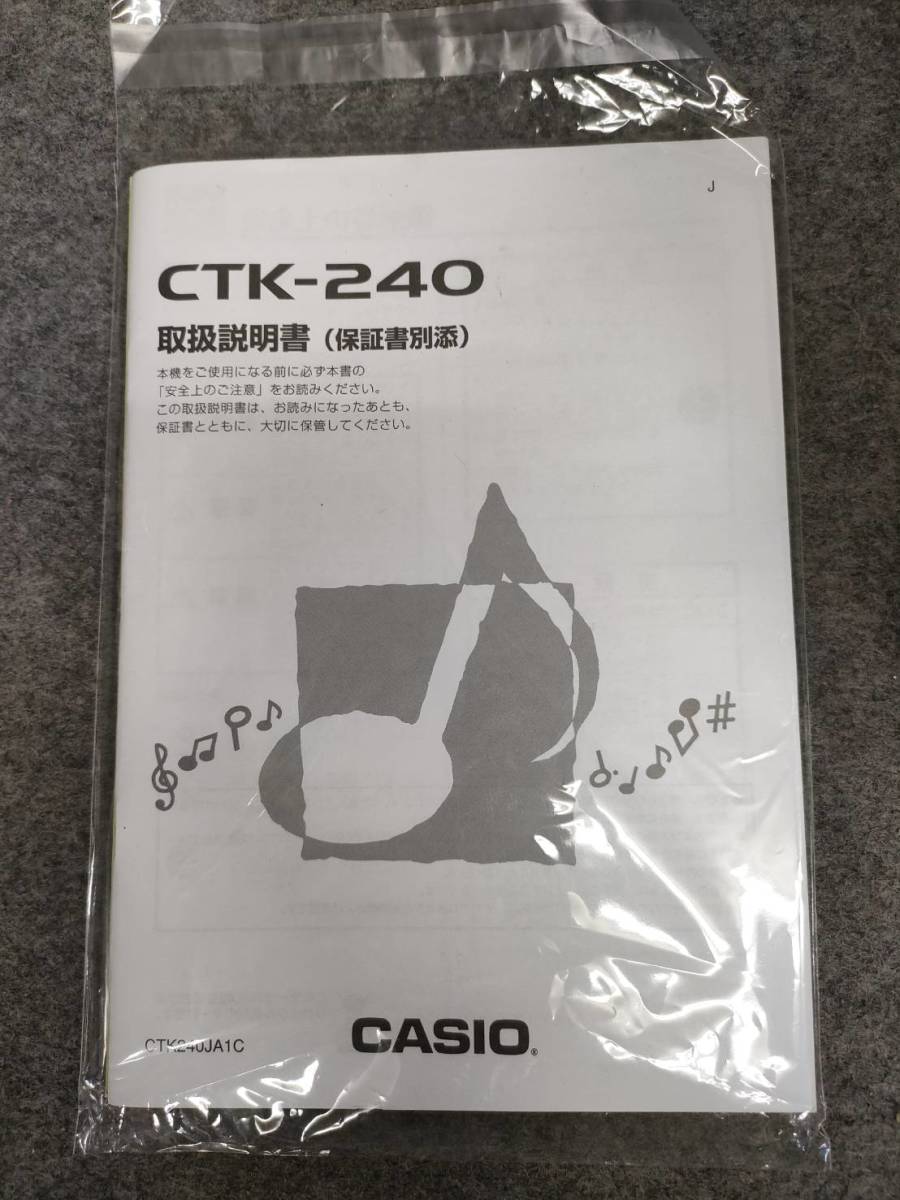 J
CTK-240
取扱説明書（保証書別添）
本機をご使用になる前に必ず本書の
「安全上のご注意」をお読みください。
この取扱説明書は、お読みになったあとも、
保証書とともに、大切に保管してください。
CTK240JA1C
CASIO®